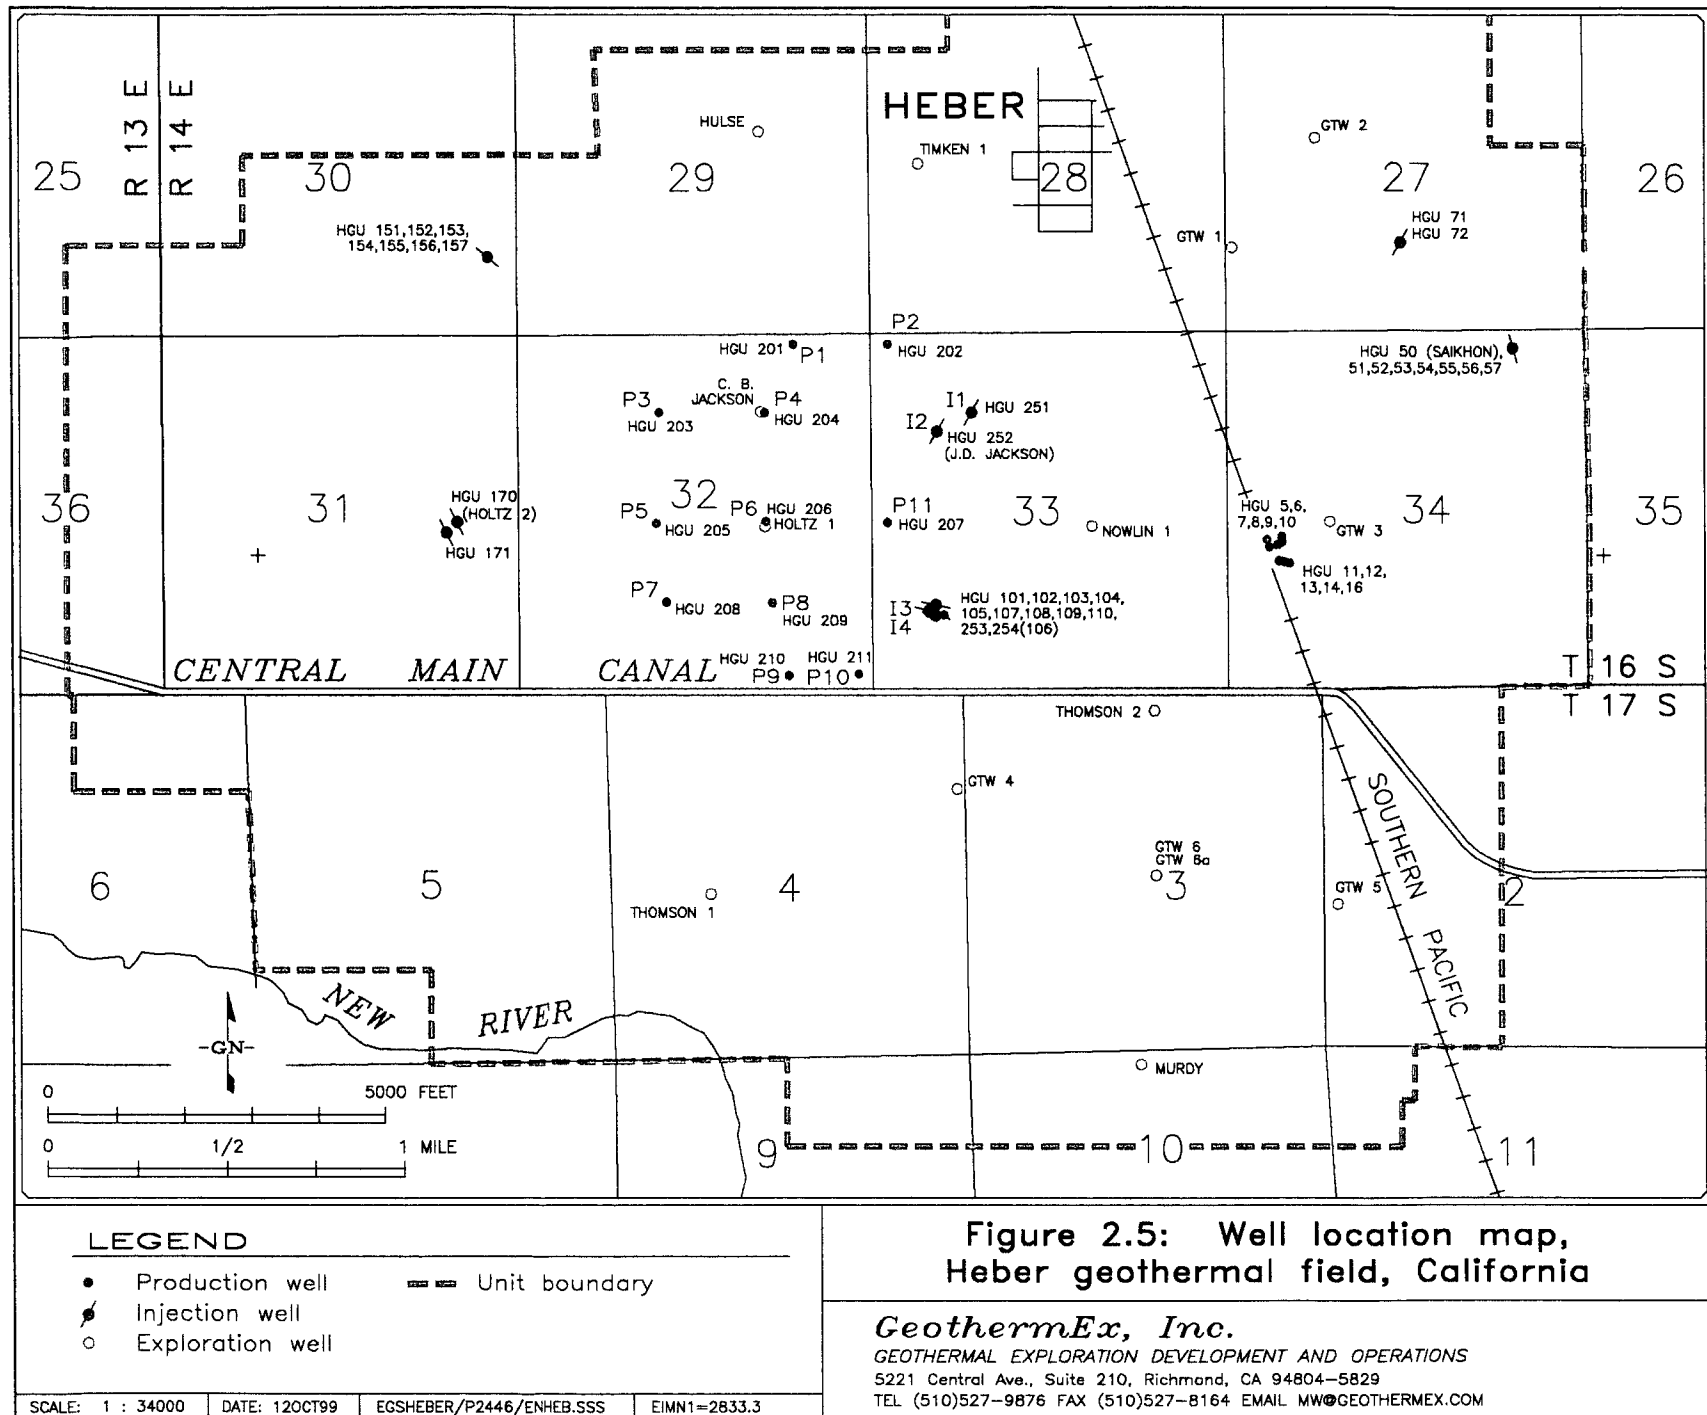 R 13 E
R 14 E
HEBER
HULSE
TIMKEN 1
GTW 2
25
30
29
28
27
26
HGU 151,152,153,
154,155,156,157
GTW 1
HGU 71
HGU 72
HGU 201
P1
P2
HGU 202
HGU 50 (SAIKHON),
51,52,53,54,55,56,57
C. B.
JACKSON
P3
HGU 203
P4
HGU 204
I1
HGU 251
I2
HGU 252
(J.D. JACKSON)
36
31
32
33
34
35
HGU 170
(HOLTZ 2)
HGU 171
P5
HGU 205
P6
HGU 206
HOLTZ 1
P11
HGU 207
NOWLIN 1
HGU 5,6,
7,8,9,10
GTW 3
HGU 11,12,
13,14,16
P7
HGU 208
P8
HGU 209
I3
I4
HGU 101,102,103,104,
105,107,108,109,110,
253,254(106)
CENTRAL MAIN CANAL
HGU 210
P9
HGU 211
P10
T 16 S
T 17 S
THOMSON 2
GTW 4
SOUTHERN PACIFIC
GTW 6
GTW 6a
GTW 5
6
5
4
3
2
THOMSON 1
NEW RIVER
-GN-
MURDY
9
10
11
0 5000 FEET
0 1/2 1 MILE
LEGEND
Production well
Unit boundary
Injection well
Exploration well
Figure 2.5: Well location map,
Heber geothermal field, California
GeothermEx, Inc.
GEOTHERMAL EXPLORATION DEVELOPMENT AND OPERATIONS
5221 Central Ave., Suite 210, Richmond, CA 94804-5829
TEL (510)527-9876 FAX (510)527-8164 EMAIL MW@GEOTHERMEX.COM
SCALE: 1 : 34000 DATE: 12OCT99 EGSHEBER/P2446/ENHEB.SSS EIMN1=2833.3